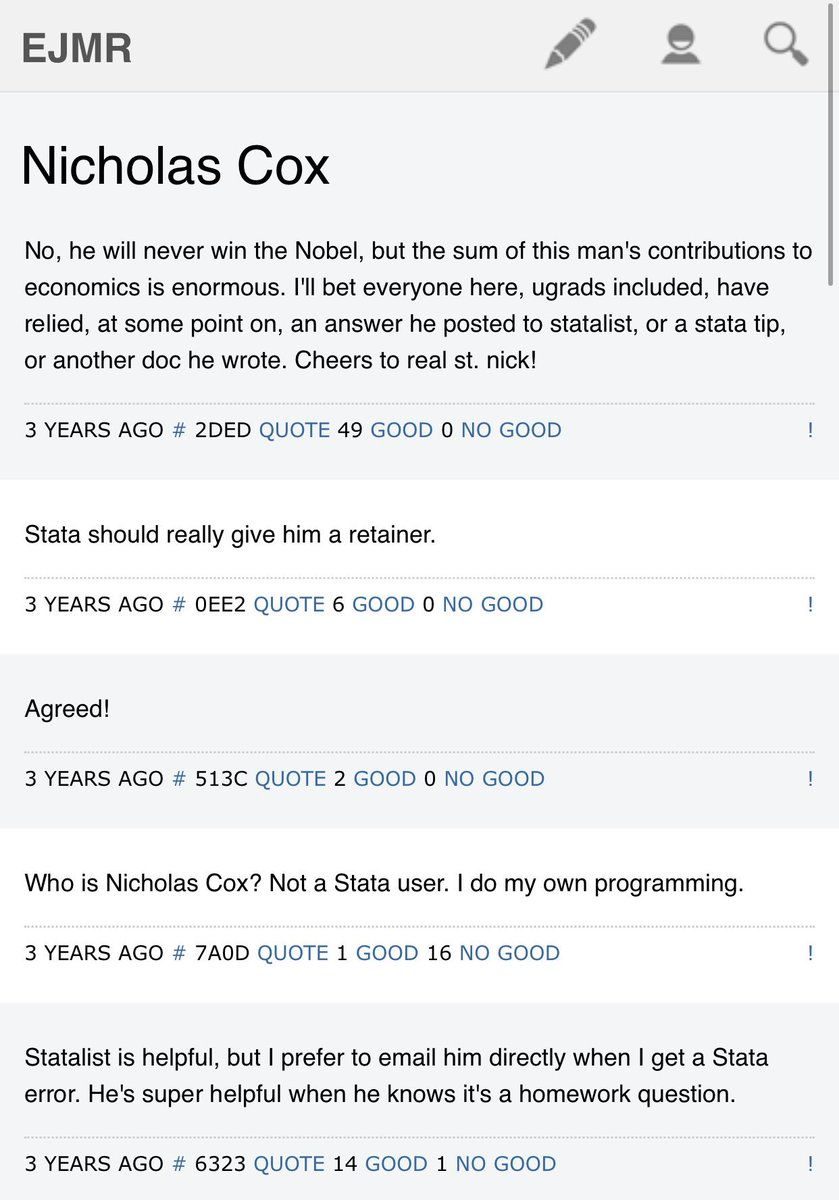 EJMR
Nicholas Cox
No, he will never win the Nobel, but the sum of this man's contributions to
economics is enormous. I'll bet everyone here, ugrads included, have
relied, at some point on, an answer he posted to statalist, or a stata tip,
or another doc he wrote. Cheers to real st. nick!
3 YEARS AGO # 2DED QUOTE 49 GOOD 0 NO GOOD !
Stata should really give him a retainer.
3 YEARS AGO # 0EE2 QUOTE 6 GOOD 0 NO GOOD !
Agreed!
3 YEARS AGO # 513C QUOTE 2 GOOD 0 NO GOOD !
Who is Nicholas Cox? Not a Stata user. I do my own programming.
3 YEARS AGO # 7A0D QUOTE 1 GOOD 16 NO GOOD !
Statalist is helpful, but I prefer to email him directly when I get a Stata
error. He's super helpful when he knows it's a homework question.
3 YEARS AGO # 6323 QUOTE 14 GOOD 1 NO GOOD !